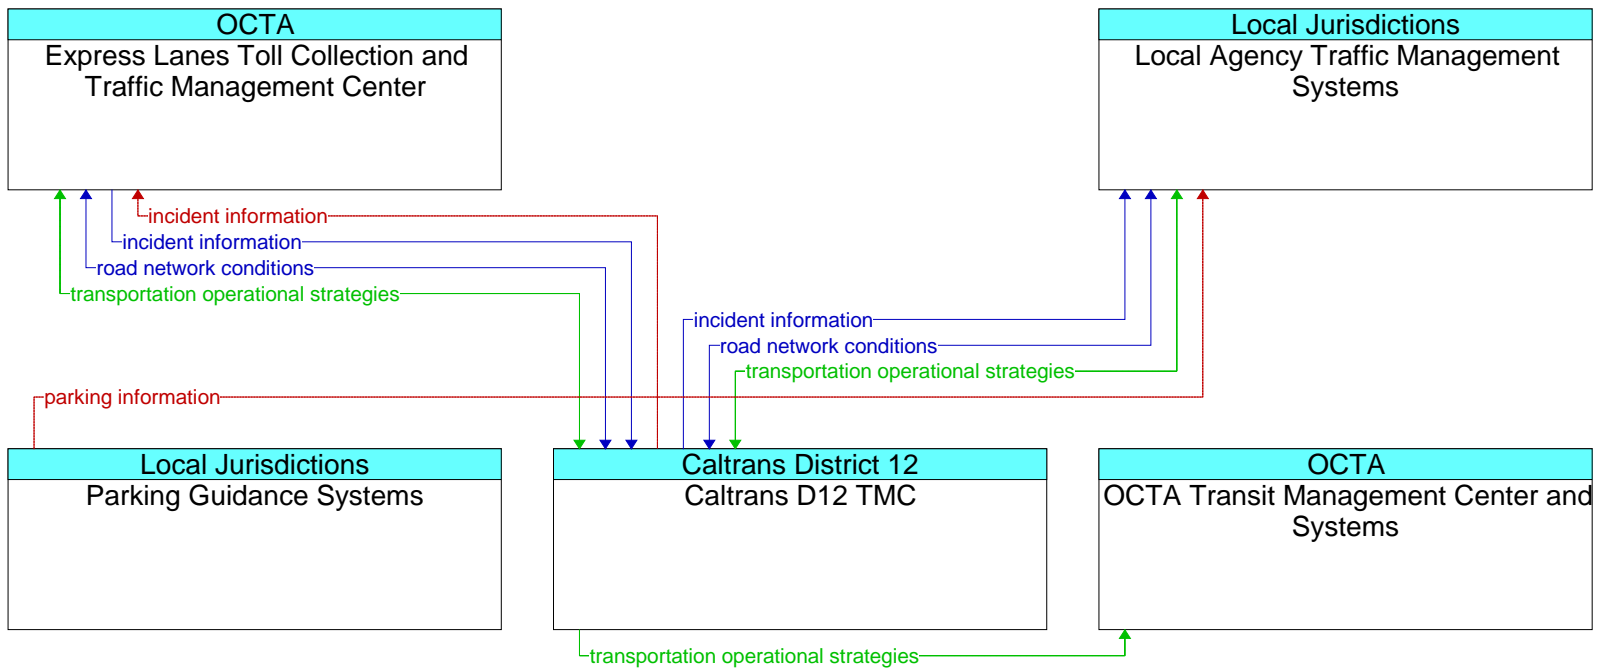 OCTA
Express Lanes Toll Collection and
Traffic Management Center
Local Jurisdictions
Local Agency Traffic Management
Systems
incident information
incident information
road network conditions
transportation operational strategies
incident information
road network conditions
transportation operational strategies
parking information
Local Jurisdictions
Parking Guidance Systems
Caltrans District 12
Caltrans D12 TMC
OCTA
OCTA Transit Management Center and
Systems
transportation operational strategies